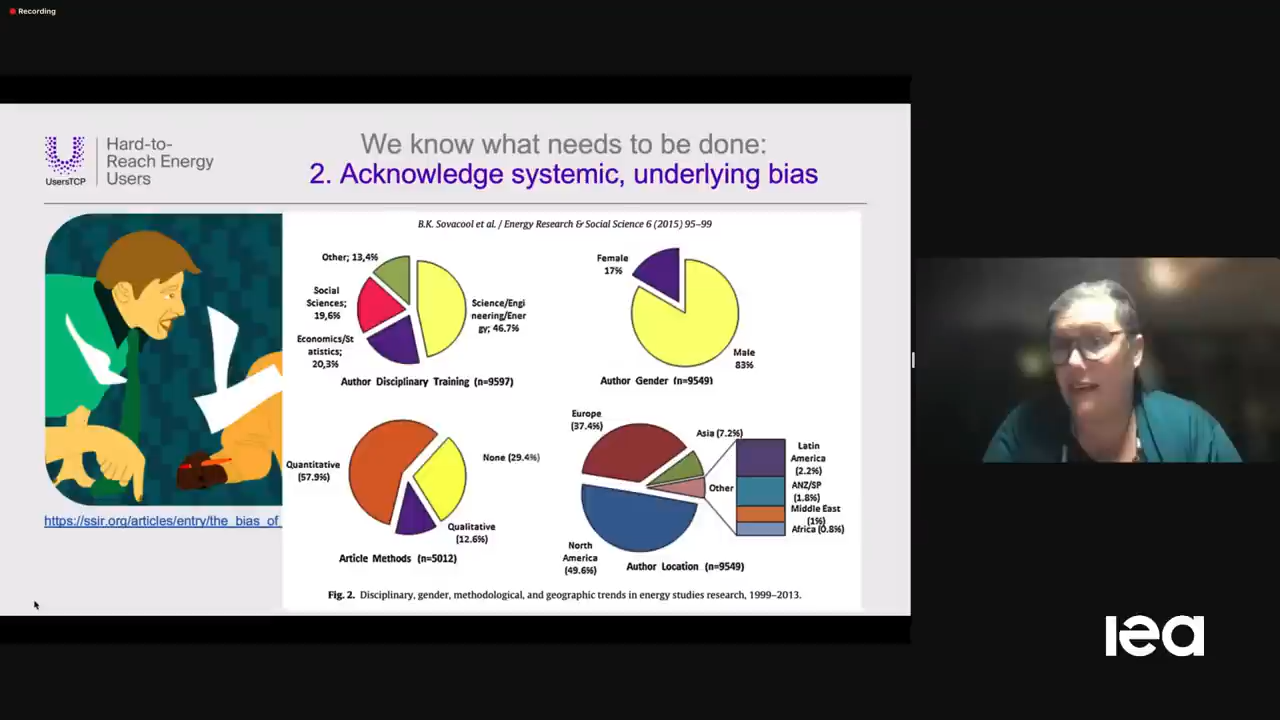 Recording
Hard-to-
Reach Energy
Users
UsersTCP
We know what needs to be done:
2. Acknowledge systemic, underlying bias
B.K. Sovacool et al. / Energy Research & Social Science 6 (2015) 95–99
Other; 13,4%
Social
Sciences;
19,6%
Economics/St
atistics;
20,3%
Science/Engi
neering/Ener
gy; 46.7%
Author Disciplinary Training (n=9597)
Female
17%
Male
83%
Author Gender (n=9549)
Quantitative
(57.9%)
None (29.4%)
Qualitative
(12.6%)
Article Methods (n=5012)
Europe
(37.4%)
Asia (7.2%)
Other
North
America
(49.6%)
Latin
America
(2.2%)
ANZ/SP
(1.8%)
Middle East
(1%)
Africa (0.8%)
Author Location (n=9549)
https://ssir.org/articles/entry/the_bias_of_
Fig. 2. Disciplinary, gender, methodological, and geographic trends in energy studies research, 1999–2013.
iea